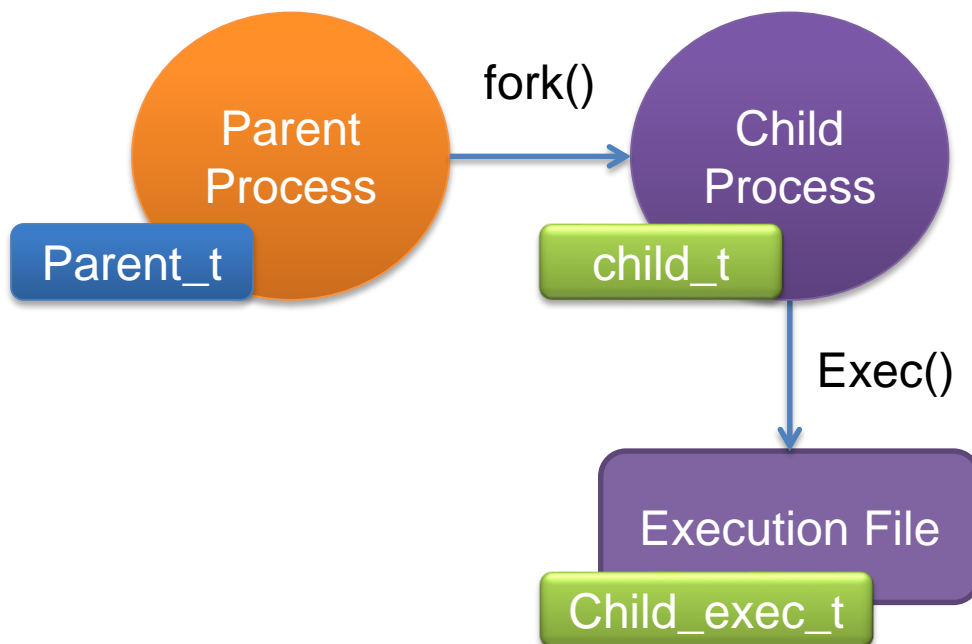 fork()
Parent
Process
Child
Process
Parent_t
child_t
Exec()
Execution File
Child_exec_t